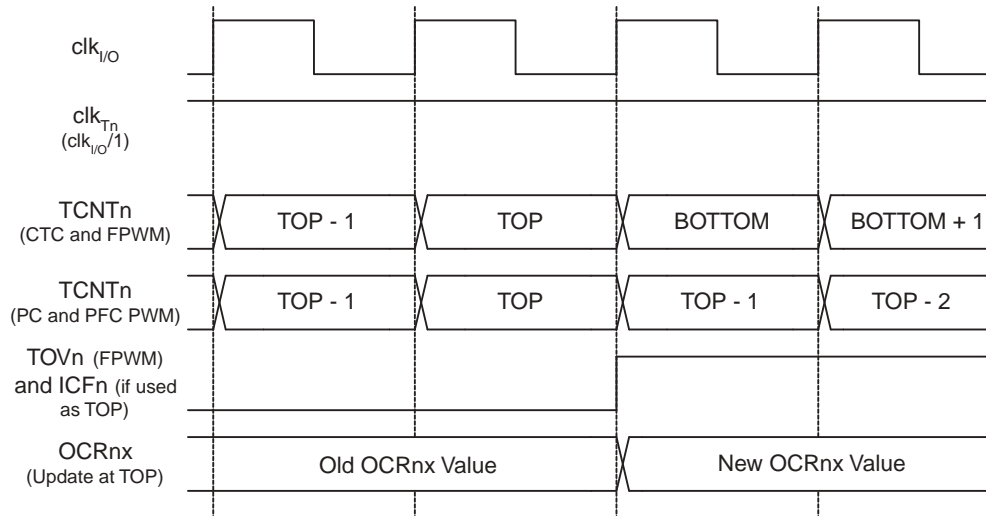 clkI/O
clkTn
(clkI/O/1)
TCNTn
(CTC and FPWM)
TOP - 1
TOP
BOTTOM
BOTTOM + 1
TCNTn
(PC and PFC PWM)
TOP - 1
TOP
TOP - 1
TOP - 2
TOVn (FPWM)
and ICFn (if used
as TOP)
OCRnx
(Update at TOP)
Old OCRnx Value
New OCRnx Value